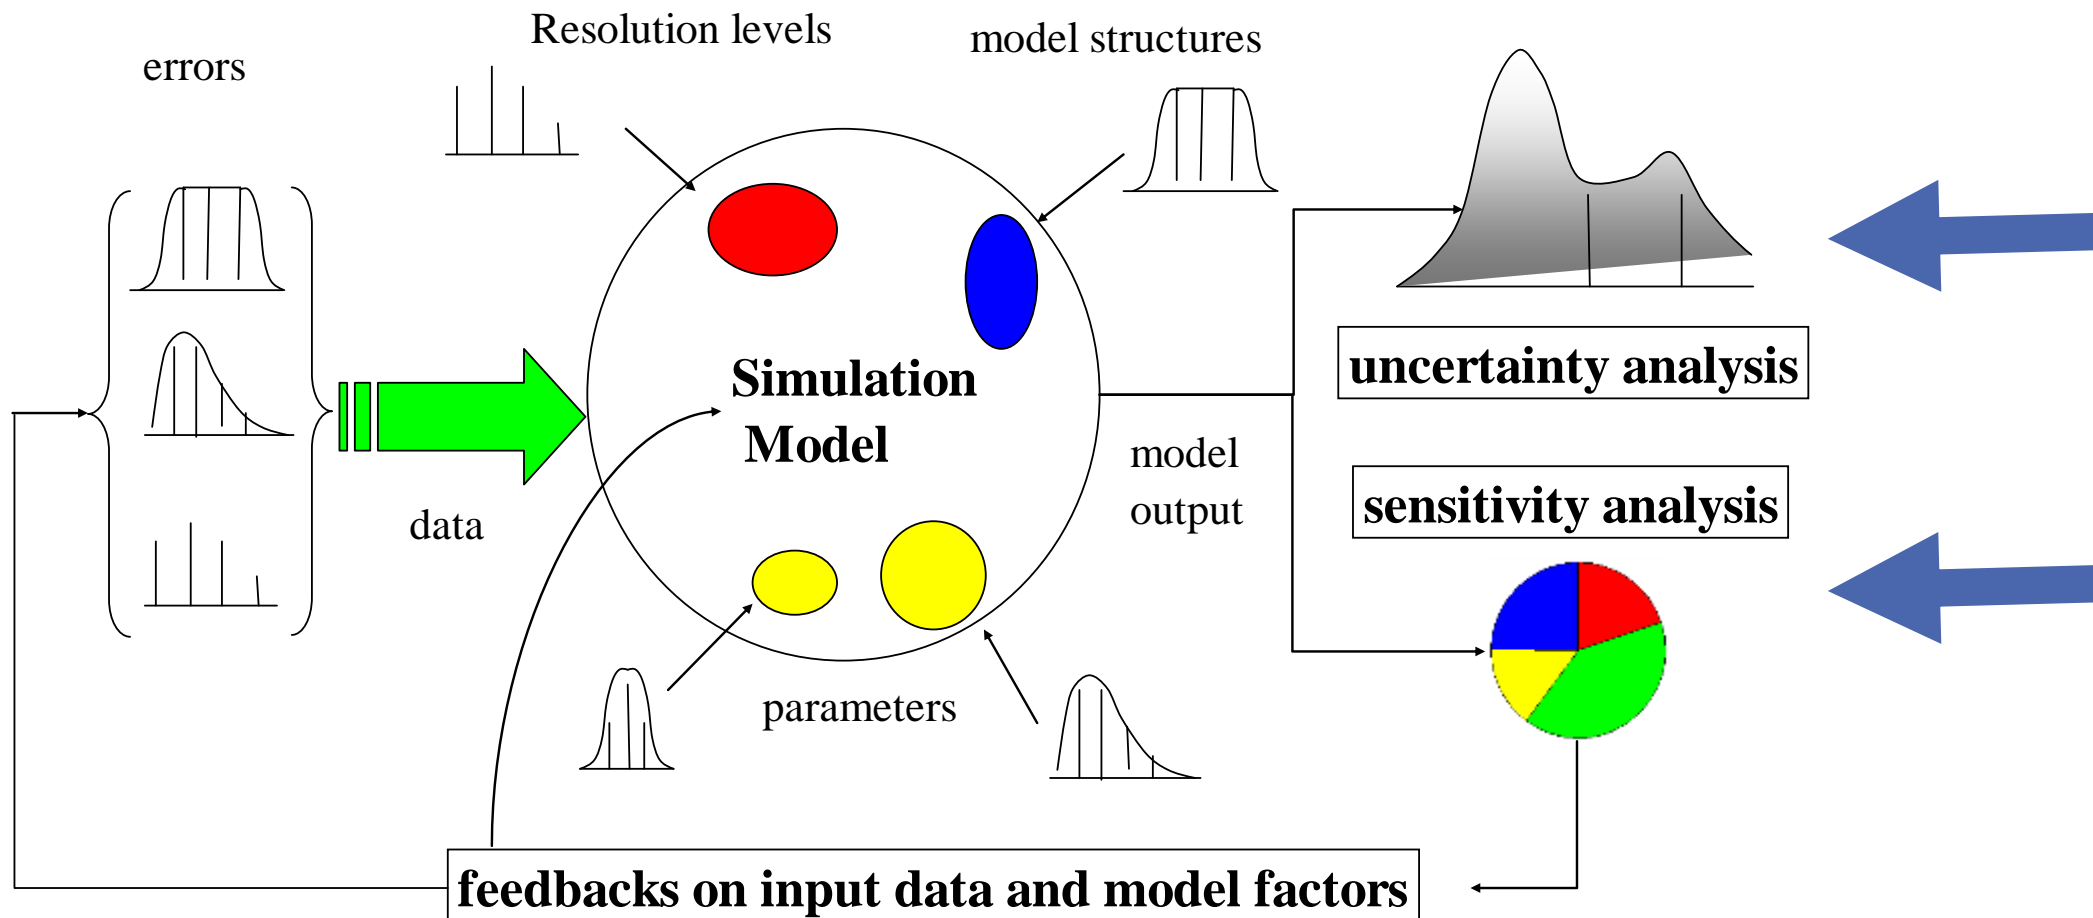 Resolution levels
model structures
errors
uncertainty analysis
Simulation
Model
model
output
sensitivity analysis
data
parameters
feedbacks on input data and model factors